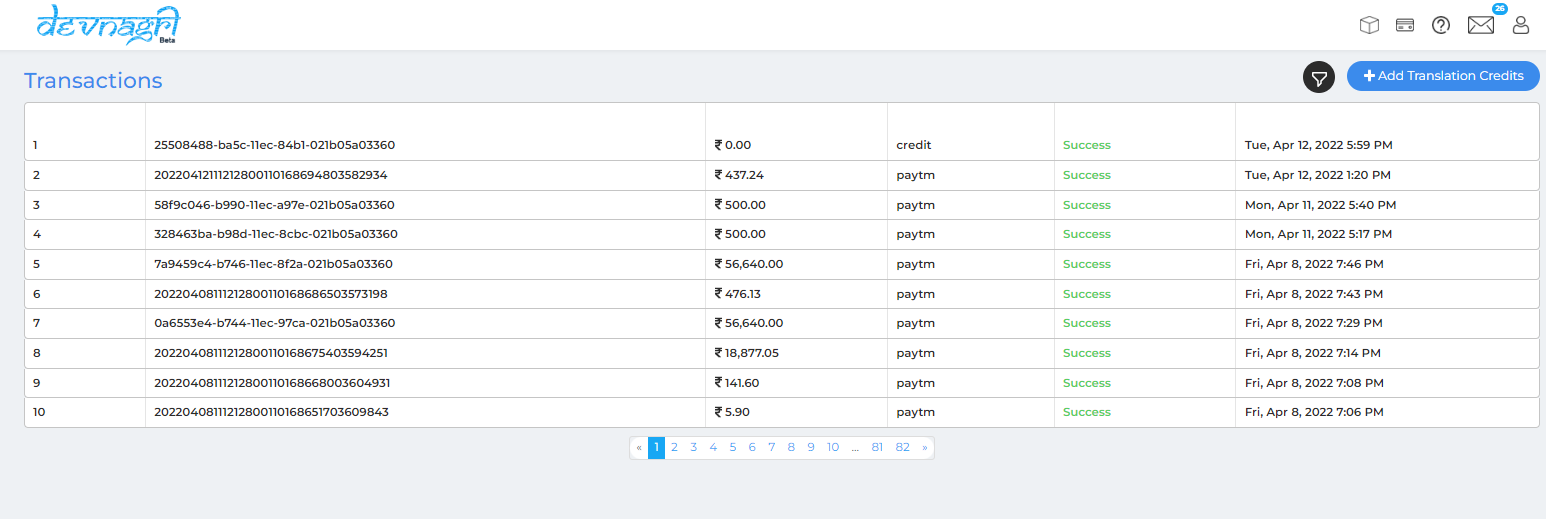 devnagri
Beta
26
Transactions
Add Translation Credits
1 25508488-ba5c-11ec-84b1-021b05a03360 ₹ 0.00 credit Success Tue, Apr 12, 2022 5:59 PM
2 20220412111212800110168694803582934 ₹ 437.24 paytm Success Tue, Apr 12, 2022 1:20 PM
3 58f9c046-b990-11ec-a97e-021b05a03360 ₹ 500.00 paytm Success Mon, Apr 11, 2022 5:40 PM
4 328463ba-b98d-11ec-8cbc-021b05a03360 ₹ 500.00 paytm Success Mon, Apr 11, 2022 5:17 PM
5 7a9459c4-b746-11ec-8f2a-021b05a03360 ₹ 56,640.00 paytm Success Fri, Apr 8, 2022 7:46 PM
6 20220408111212800110168686503573198 ₹ 476.13 paytm Success Fri, Apr 8, 2022 7:43 PM
7 0a6553e4-b744-11ec-97ca-021b05a03360 ₹ 56,640.00 paytm Success Fri, Apr 8, 2022 7:29 PM
8 20220408111212800110168675403594251 ₹ 18,877.05 paytm Success Fri, Apr 8, 2022 7:14 PM
9 20220408111212800110168668003604931 ₹ 141.60 paytm Success Fri, Apr 8, 2022 7:08 PM
10 20220408111212800110168651703609843 ₹ 5.90 paytm Success Fri, Apr 8, 2022 7:06 PM
« 1 2 3 4 5 6 7 8 9 10 ... 81 82 »